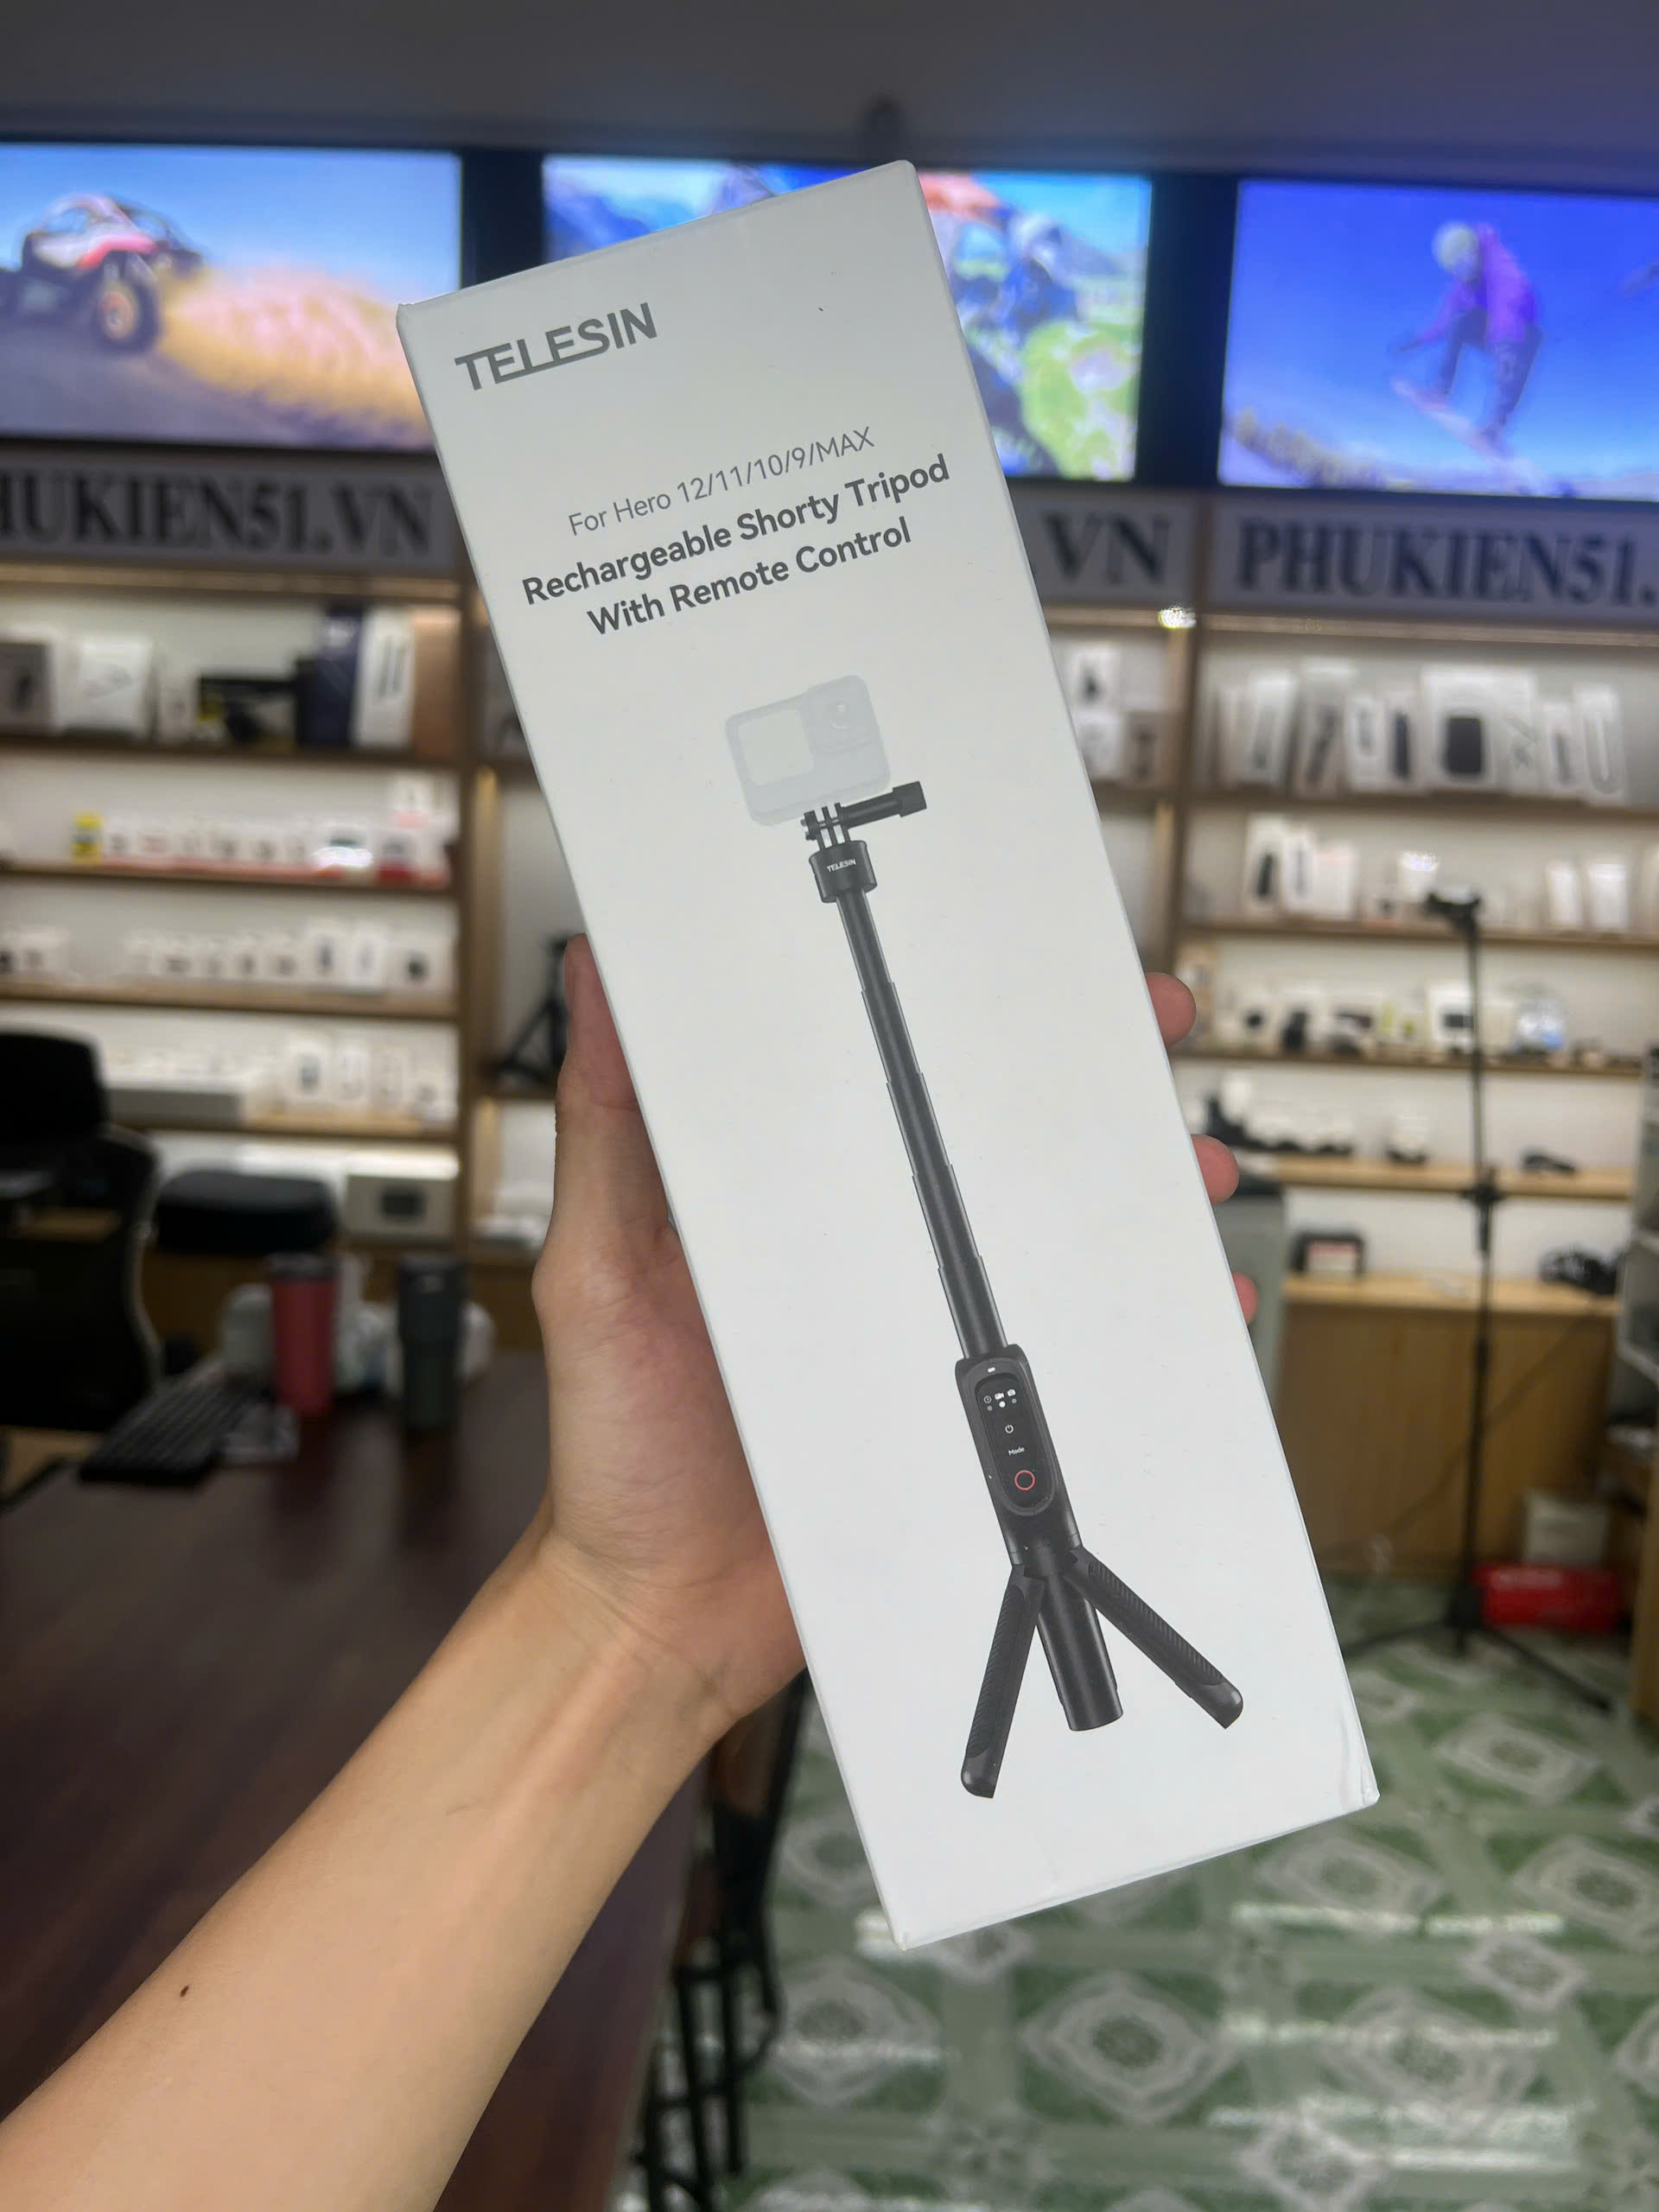 TELESIN
For Hero 12/11/10/9/MAX
Rechargeable Shorty Tripod
With Remote Control
TELESIN
Mode
HUKIEN51.VN
VN
PHUKIEN51.